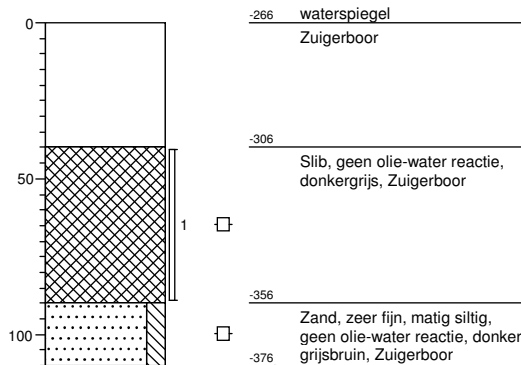 0
-266 waterspiegel
Zuigerboor
-306
Slib, geen olie-water reactie,
donkergrijs, Zuigerboor
50
1
-356
Zand, zeer fijn, matig siltig,
geen olie-water reactie, donker
grijsbruin, Zuigerboor
100
-376